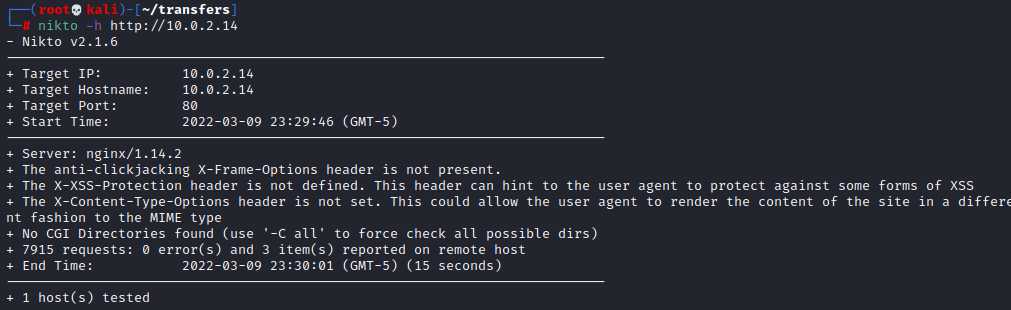 ┌──(root💀kali)-[~/transfers]
└─# nikto -h http://10.0.2.14
- Nikto v2.1.6
---------------------------------------------------------------------------
+ Target IP:          10.0.2.14
+ Target Hostname:    10.0.2.14
+ Target Port:        80
+ Start Time:         2022-03-09 23:29:46 (GMT-5)
---------------------------------------------------------------------------
+ Server: nginx/1.14.2
+ The anti-clickjacking X-Frame-Options header is not present.
+ The X-XSS-Protection header is not defined. This header can hint to the user agent to protect against some forms of XSS
+ The X-Content-Type-Options header is not set. This could allow the user agent to render the content of the site in a differe
nt fashion to the MIME type
+ No CGI Directories found (use '-C all' to force check all possible dirs)
+ 7915 requests: 0 error(s) and 3 item(s) reported on remote host
+ End Time:           2022-03-09 23:30:01 (GMT-5) (15 seconds)
---------------------------------------------------------------------------
+ 1 host(s) tested